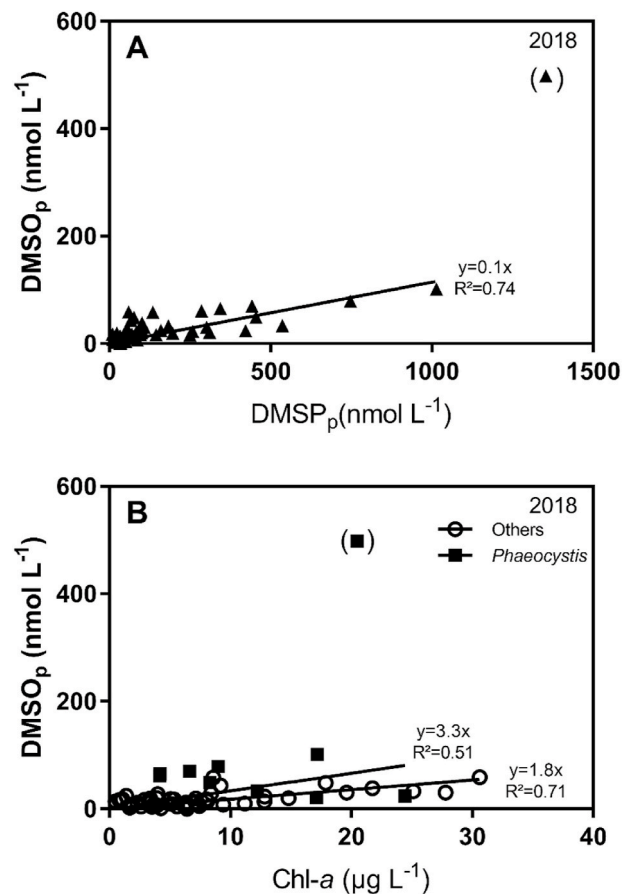 A
2018
600
( )
400
200
0
y=0.1x
R²=0.74
0
500
1000
1500
DMSOp (nmol L⁻¹)
DMSPp(nmol L⁻¹)
B
2018
600
( )
Others
Phaeocystis
400
200
0
y=3.3x
R²=0.51
y=1.8x
R²=0.71
0
10
20
30
40
DMSOp (nmol L⁻¹)
Chl-a (µg L⁻¹)